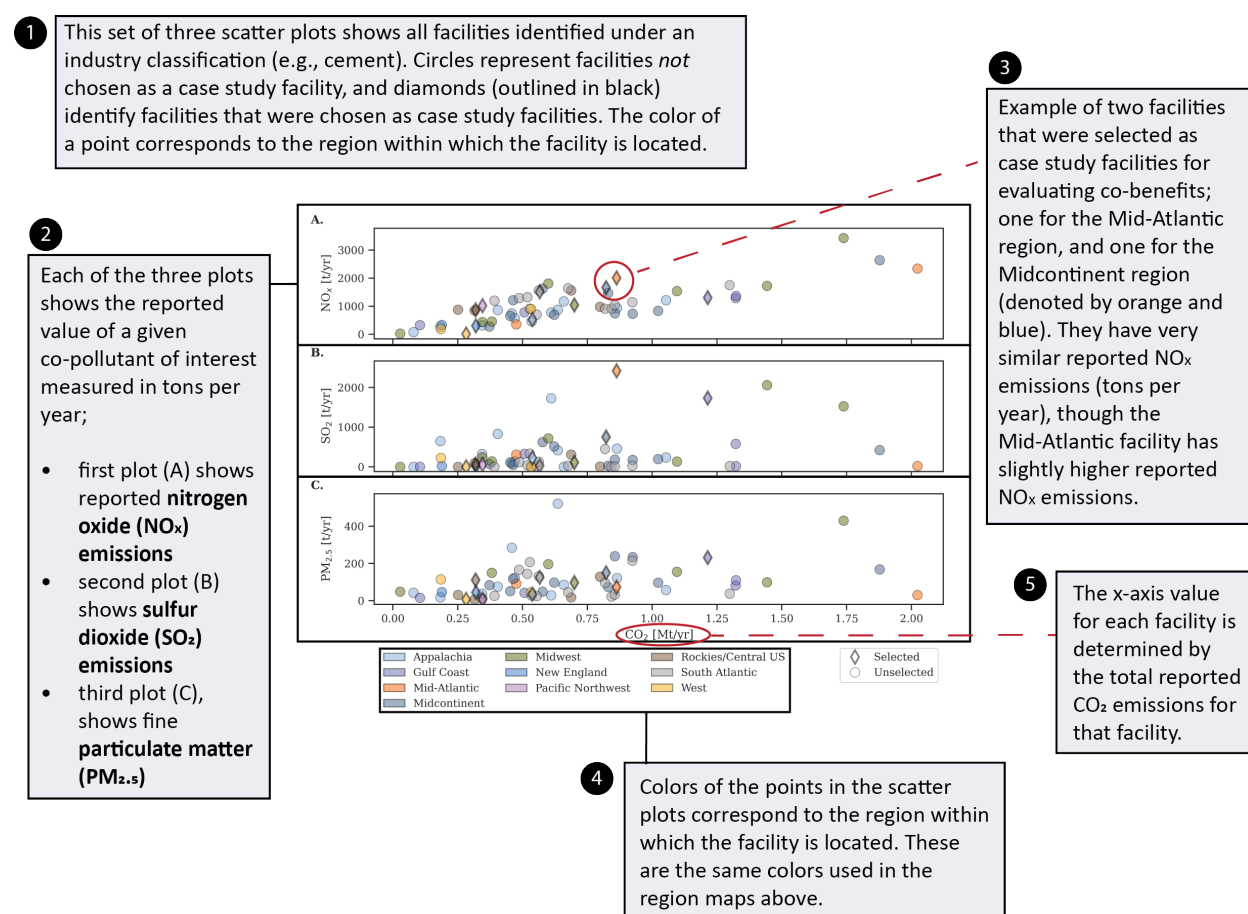 1
This set of three scatter plots shows all facilities identified under an
industry classification (e.g., cement). Circles represent facilities not
chosen as a case study facility, and diamonds (outlined in black)
identify facilities that were chosen as case study facilities. The color of
a point corresponds to the region within which the facility is located.
2
Each of the three plots
shows the reported
value of a given
co-pollutant of interest
measured in tons per
year;
• first plot (A) shows
reported nitrogen
oxide (NOₓ)
emissions
• second plot (B)
shows sulfur
dioxide (SO₂)
emissions
• third plot (C),
shows fine
particulate matter
(PM₂.₅)
3
Example of two facilities
that were selected as
case study facilities for
evaluating co-benefits;
one for the Mid-Atlantic
region, and one for the
Midcontinent region
(denoted by orange and
blue). They have very
similar reported NOₓ
emissions (tons per
year), though the
Mid-Atlantic facility has
slightly higher reported
NOₓ emissions.
A.
NOₓ [t/yr]
3000
2000
1000
0
B.
SO₂ [t/yr]
2000
1000
0
C.
PM₂.₅ [t/yr]
400
200
0
0.00 0.25 0.50 0.75 1.00 1.25 1.50 1.75 2.00
CO₂ [Mt/yr]
Appalachia Midwest Rockies/Central US
Gulf Coast New England South Atlantic
Mid-Atlantic Pacific Northwest West
Midcontinent
Selected
Unselected
4
Colors of the points in the scatter
plots correspond to the region within
which the facility is located. These
are the same colors used in the
region maps above.
5
The x-axis value
for each facility is
determined by
the total reported
CO₂ emissions for
that facility.